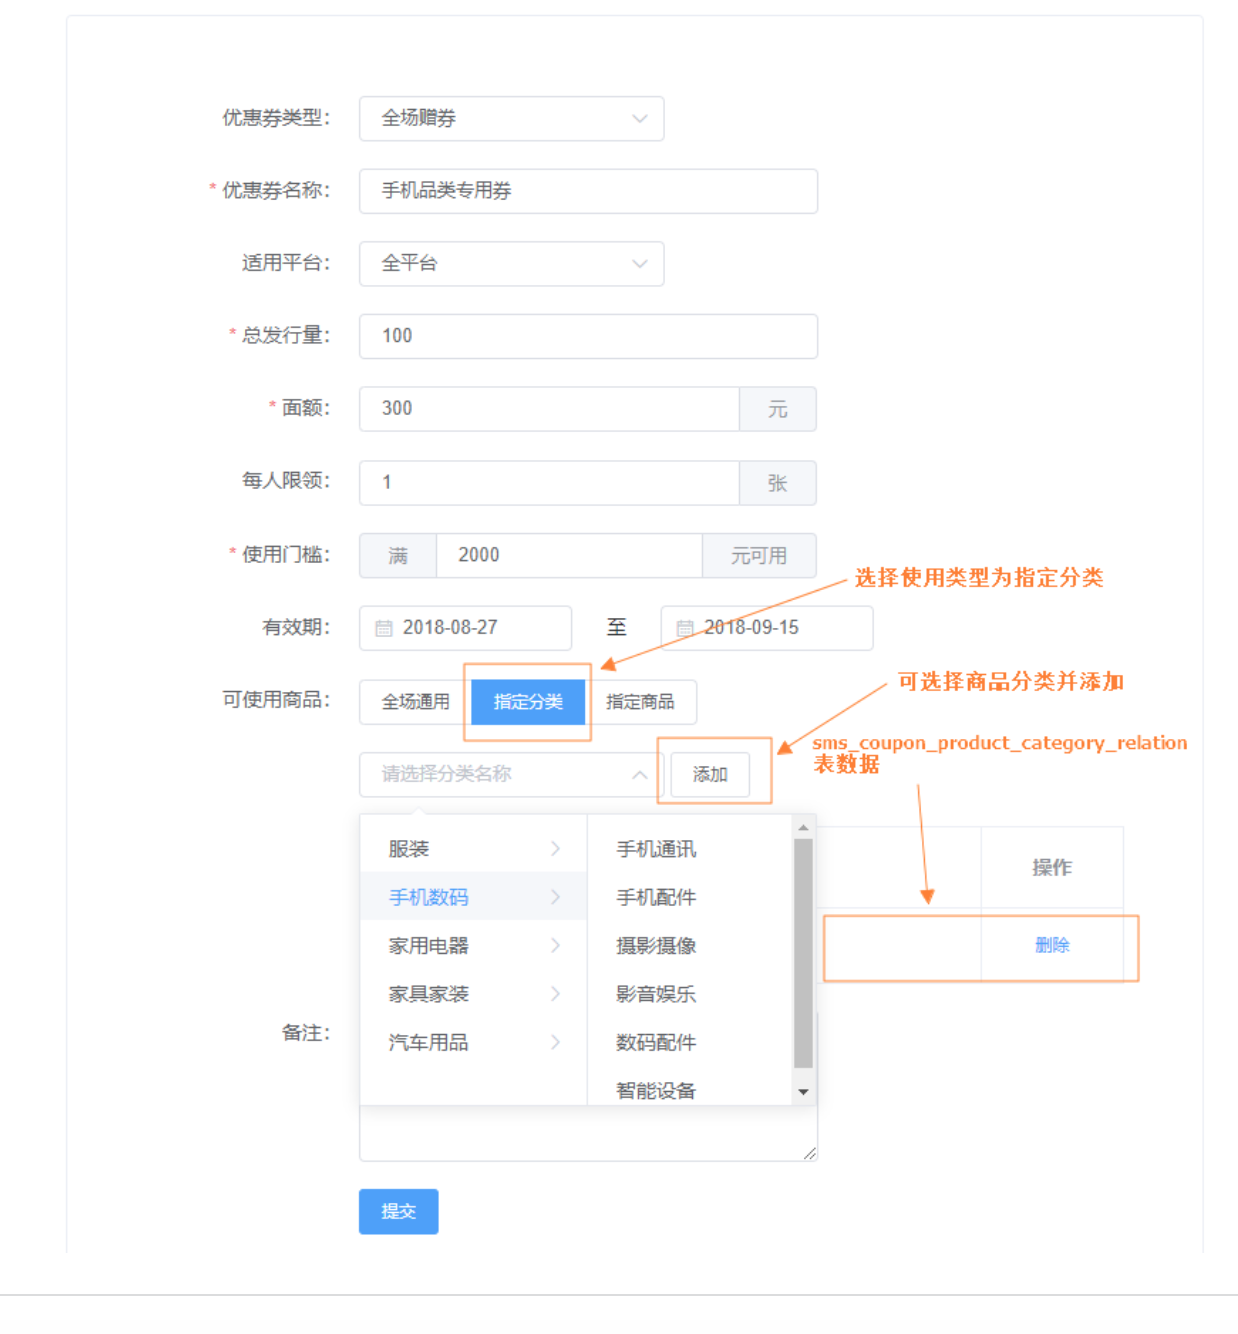 优惠券类型: 全场赠券
* 优惠券名称: 手机品类专用券
适用平台: 全平台
* 总发行量: 100
* 面额: 300 元
每人限领: 1 张
* 使用门槛: 满 2000 元可用
选择使用类型为指定分类
有效期: 2018-08-27 至 2018-09-15
可选择商品分类并添加
可使用商品: 全场通用 指定分类 指定商品
sms_coupon_product_category_relation
表数据
请选择分类名称 添加
服装 手机通讯
操作
手机数码 手机配件
家用电器 摄影摄像 删除
家具家装 影音娱乐
备注:
汽车用品 数码配件
智能设备
提交